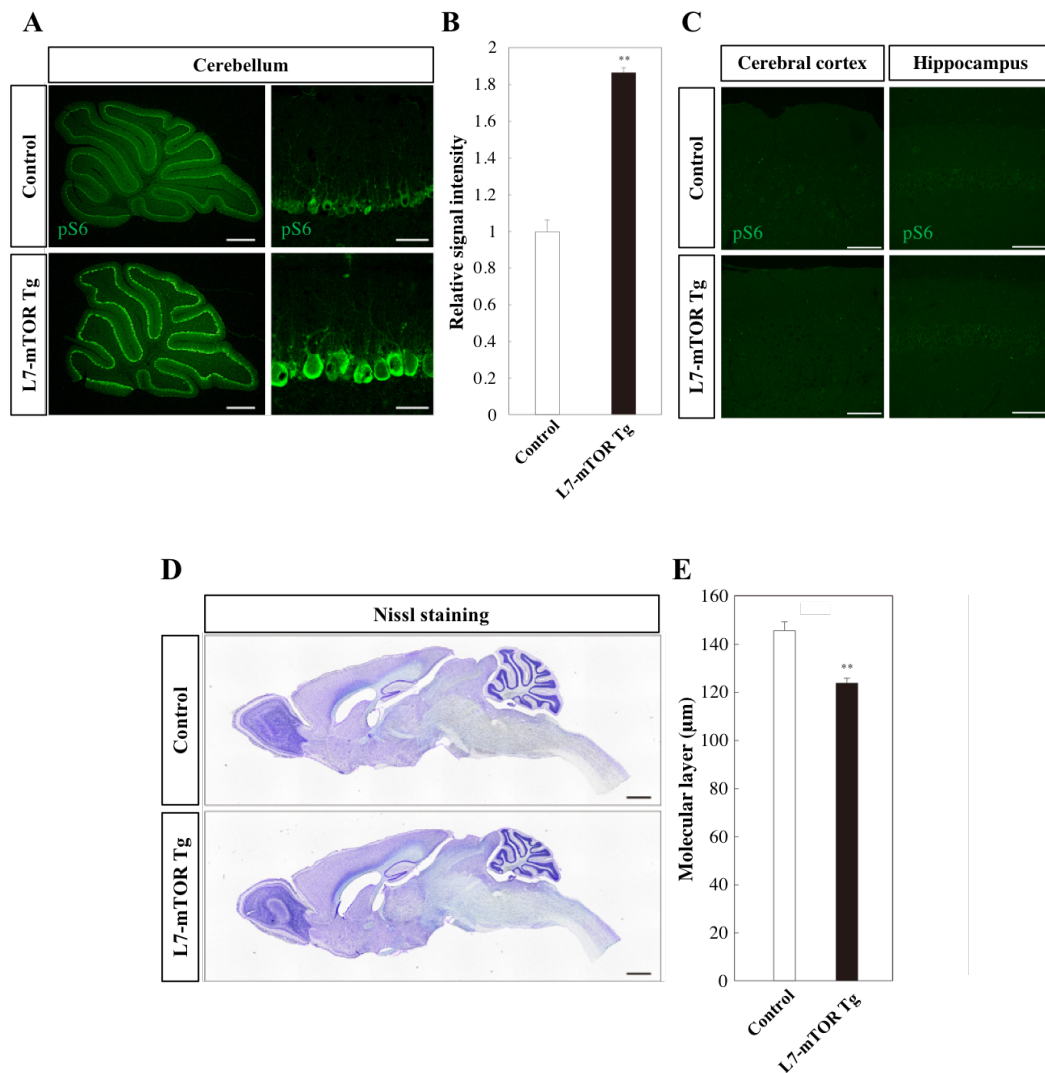 A
Cerebellum
Control
pS6
pS6
L7-mTOR Tg
B
Relative signal intensity
2
1.8
1.6
1.4
1.2
1
0.8
0.6
0.4
0.2
0
**
Control
L7-mTOR Tg
C
Cerebral cortex
Hippocampus
Control
pS6
pS6
L7-mTOR Tg
D
Nissl staining
Control
L7-mTOR Tg
E
Molecular layer (µm)
160
140
120
100
80
60
40
20
0
**
Control
L7-mTOR Tg